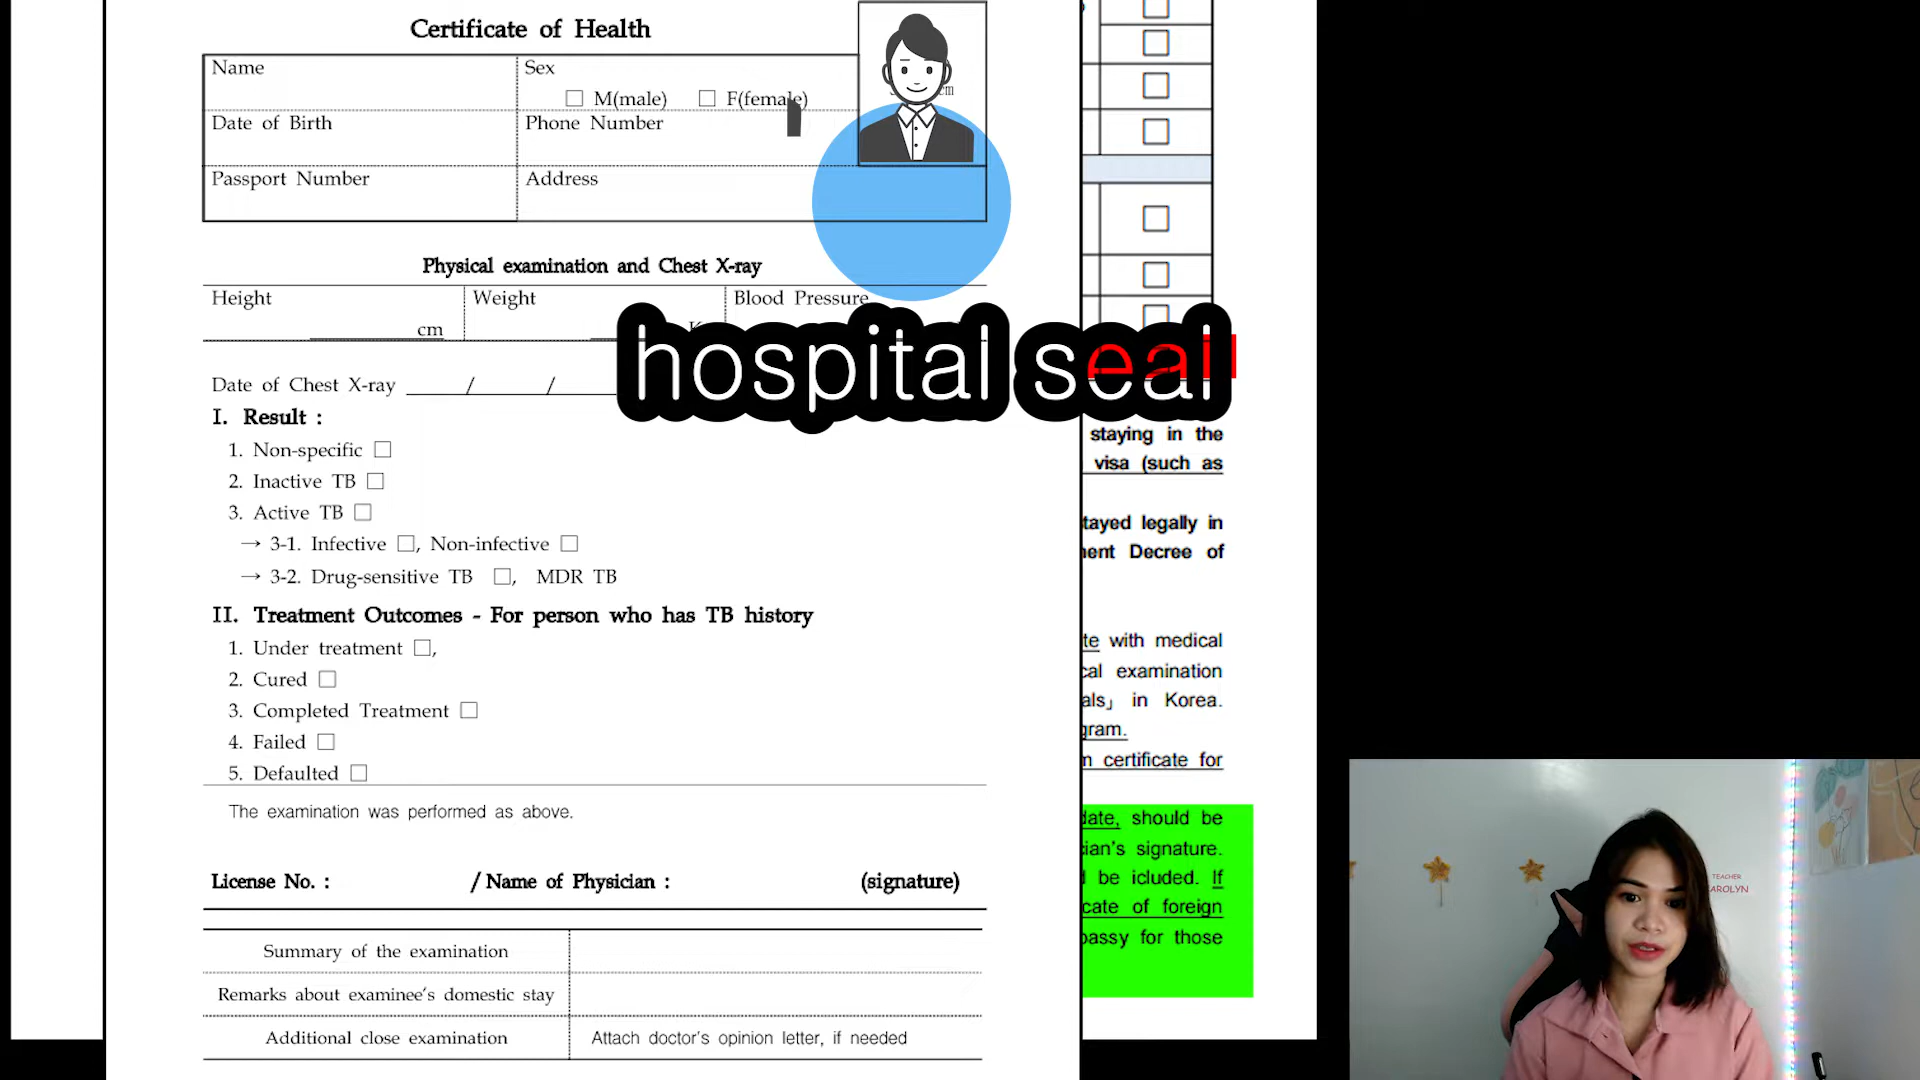 Certificate of Health
Name
Sex
M(male) F(female)
cm
Date of Birth
Phone Number
Passport Number
Address
Physical examination and Chest X-ray
Height
Weight
Blood Pressure
cm
hospital seal
eal
Date of Chest X-ray / /
I. Result :
1. Non-specific
2. Inactive TB
3. Active TB
→ 3-1. Infective , Non-infective
→ 3-2. Drug-sensitive TB , MDR TB
II. Treatment Outcomes - For person who has TB history
1. Under treatment ,
2. Cured
3. Completed Treatment
4. Failed
5. Defaulted
The examination was performed as above.
License No. : / Name of Physician : (signature)
Summary of the examination
Remarks about examinee's domestic stay
Additional close examination
Attach doctor's opinion letter, if needed
staying in the
visa (such as
tayed legally in
Decree of
te with medical
cal examination
in Korea.
gram.
certificate for
date, should be
cian's signature.
be icluded. If
cate of foreign
bassy for those
TEACHER
AROLYN